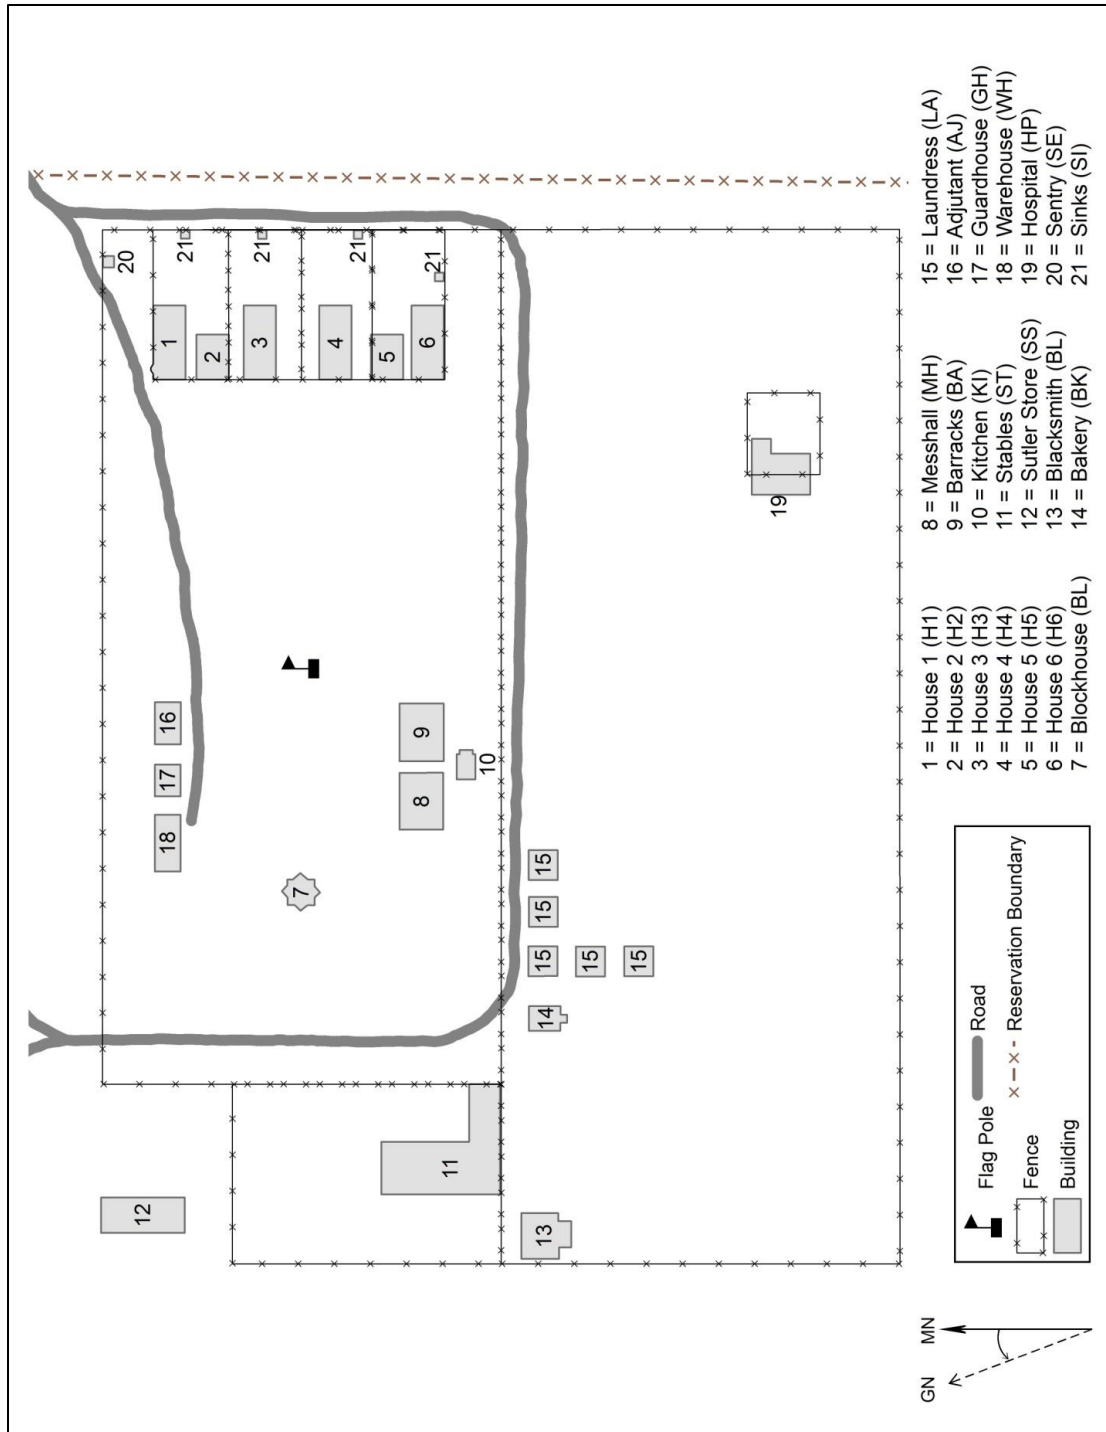 20
21
21
21
21
1
2
3
4
5
6
16
17
18
7
9
8
10
19
15
15
15
15
15
14
12
11
13
GN
MN
Flag Pole
Road
Fence
Reservation Boundary
Building
1 = House 1 (H1)
2 = House 2 (H2)
3 = House 3 (H3)
4 = House 4 (H4)
5 = House 5 (H5)
6 = House 6 (H6)
7 = Blockhouse (BL)
8 = Messhall (MH)
9 = Barracks (BA)
10 = Kitchen (KI)
11 = Stables (ST)
12 = Sutler Store (SS)
13 = Blacksmith (BL)
14 = Bakery (BK)
15 = Laundress (LA)
16 = Adjutant (AJ)
17 = Guardhouse (GH)
18 = Warehouse (WH)
19 = Hospital (HP)
20 = Sentry (SE)
21 = Sinks (SI)